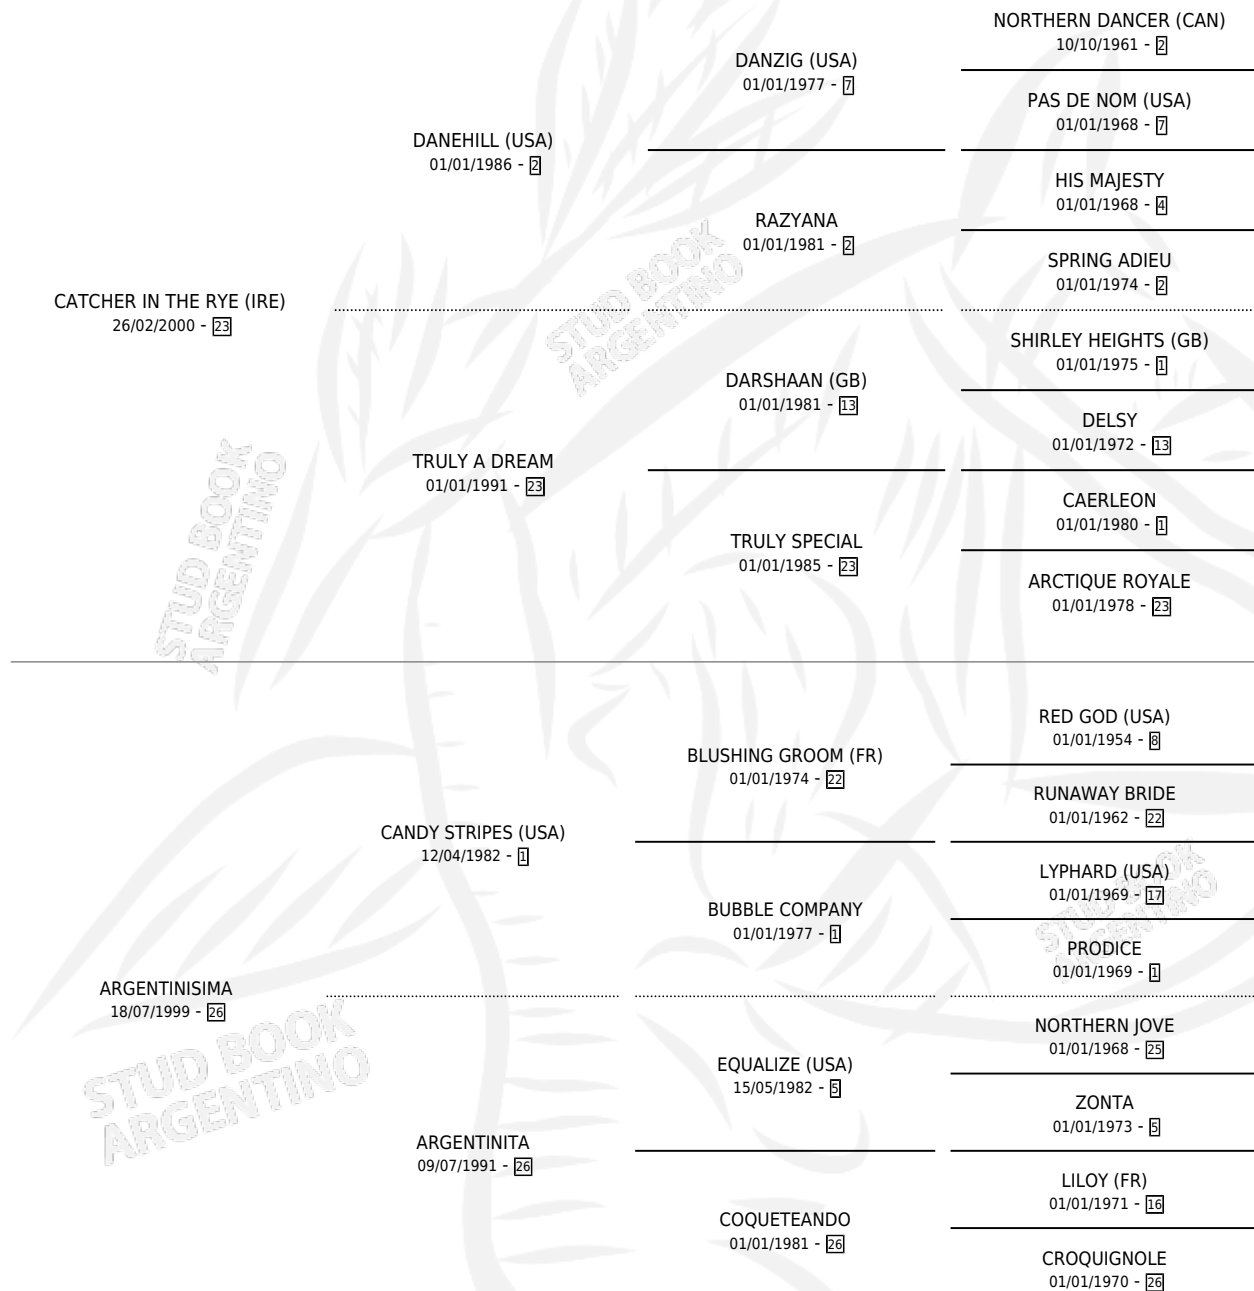 NORTHERN DANCER (CAN)
10/10/1961 - 2
DANZIG (USA)
01/01/1977 - 7
PAS DE NOM (USA)
01/01/1968 - 7
DANEHILL (USA)
01/01/1986 - 2
HIS MAJESTY
01/01/1968 - 4
RAZYANA
01/01/1981 - 2
SPRING ADIEU
01/01/1974 - 2
CATCHER IN THE RYE (IRE)
26/02/2000 - 23
SHIRLEY HEIGHTS (GB)
01/01/1975 - 1
DARSHAAN (GB)
01/01/1981 - 13
DELSY
01/01/1972 - 13
TRULY A DREAM
01/01/1991 - 23
CAERLEON
01/01/1980 - 1
TRULY SPECIAL
01/01/1985 - 23
ARCTIQUE ROYALE
01/01/1978 - 23
RED GOD (USA)
01/01/1954 - 8
BLUSHING GROOM (FR)
01/01/1974 - 22
RUNAWAY BRIDE
01/01/1962 - 22
CANDY STRIPES (USA)
12/04/1982 - 1
LYPHARD (USA)
01/01/1969 - 17
BUBBLE COMPANY
01/01/1977 - 1
PRODICE
01/01/1969 - 1
ARGENTINISIMA
18/07/1999 - 26
NORTHERN JOVE
01/01/1968 - 25
EQUALIZE (USA)
15/05/1982 - 5
ZONTA
01/01/1973 - 5
ARGENTINITA
09/07/1991 - 26
LILOY (FR)
01/01/1971 - 16
COQUETEANDO
01/01/1981 - 26
CROQUIGNOLE
01/01/1970 - 26
STUD BOOK
ARGENTINO
STUD BOOK
ARGENTINO
STUD BOOK
ARGENTINO
STUD BOOK
ARGENTINO